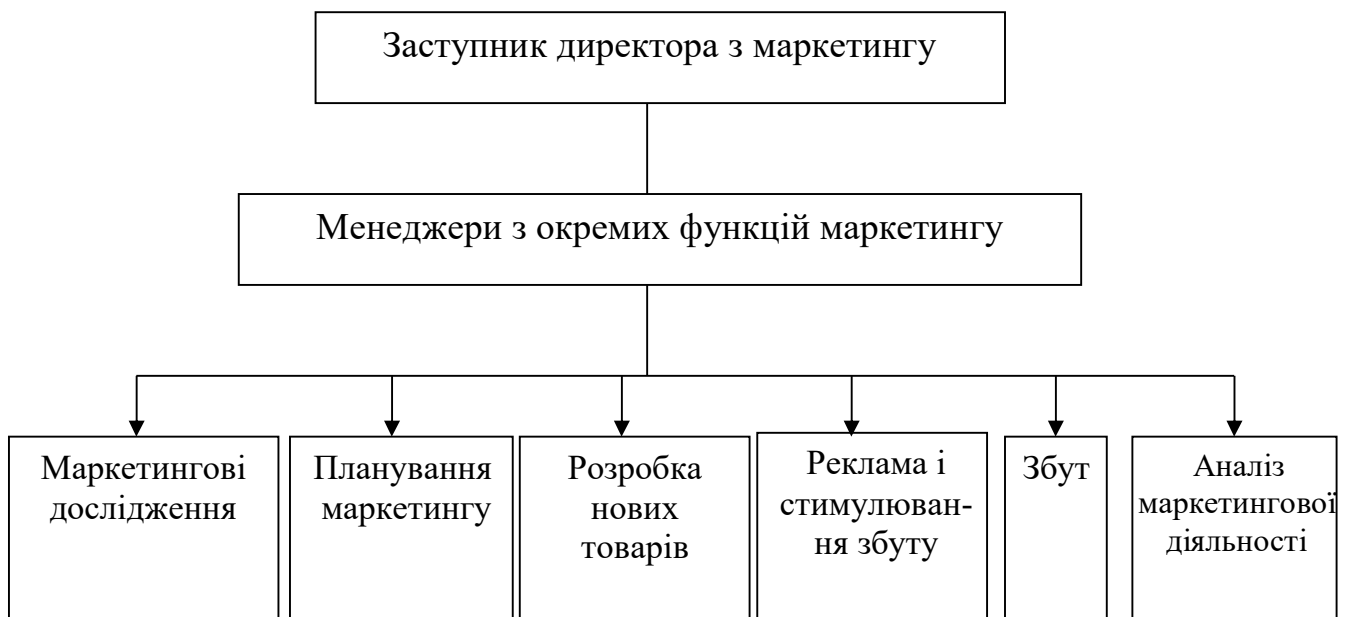 Заступник директора з маркетингу
Менеджери з окремих функцій маркетингу
Маркетингові
дослідження
Планування
маркетингу
Розробка
нових
товарів
Реклама і
стимулюван-
ня збуту
Збут
Аналіз
маркетингової
діяльності